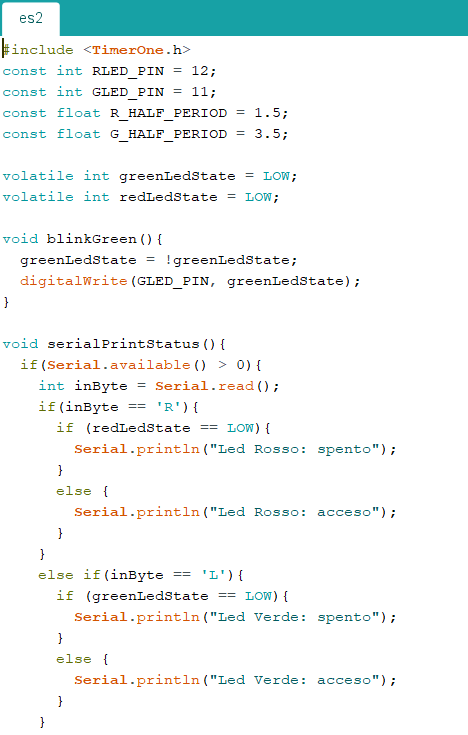 es2
#include <TimerOne.h>
const int RLED_PIN = 12;
const int GLED_PIN = 11;
const float R_HALF_PERIOD = 1.5;
const float G_HALF_PERIOD = 3.5;

volatile int greenLedState = LOW;
volatile int redLedState = LOW;

void blinkGreen(){
  greenLedState = !greenLedState;
  digitalWrite(GLED_PIN, greenLedState);
}

void serialPrintStatus(){
  if(Serial.available() > 0){
    int inByte = Serial.read();
    if(inByte == 'R'){
      if (redLedState == LOW){
        Serial.println("Led Rosso: spento");
      }
      else {
        Serial.println("Led Rosso: acceso");
      }
    }
    else if(inByte == 'L'){
      if (greenLedState == LOW){
        Serial.println("Led Verde: spento");
      }
      else {
        Serial.println("Led Verde: acceso");
      }
    }